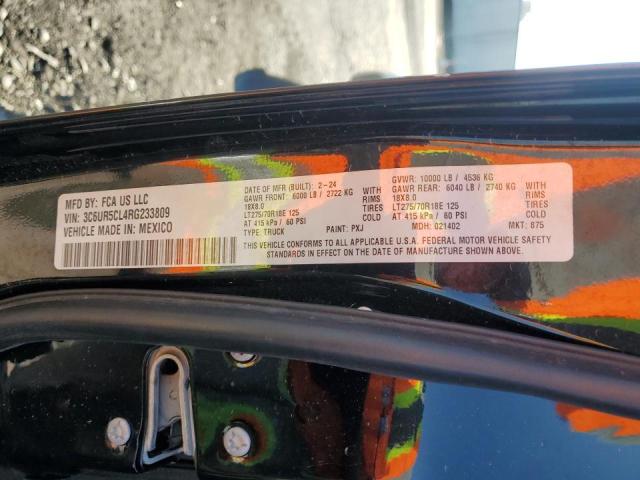 MFD BY: FCA US LLC
VIN: 3C6UR5CL4RG233809
VEHICLE MADE IN: MEXICO
DATE OF MFR (BUILT): 2-24
GAWR FRONT: 6000 LB / 2722 KG
18X8.0 WITH RIMS
LT275/70R18E 125 TIRES
AT 415 kPa / 60 PSI
TYPE: TRUCK PAINT: PXJ
GVWR: 10000 LB / 4536 KG
GAWR REAR: 6040 LB / 2740 KG
18X8.0 WITH RIMS
LT275/70R18E 125 TIRES
AT 415 kPa / 60 PSI
MDH: 021402 MKT: 875
VEHICLE CONFORMS TO ALL APPLICABLE U.S.A. FEDERAL MOTOR VEHICLE SAFETY
STANDARDS IN EFFECT ON THE DATE OF MANUFACTURE SHOWN ABOVE.